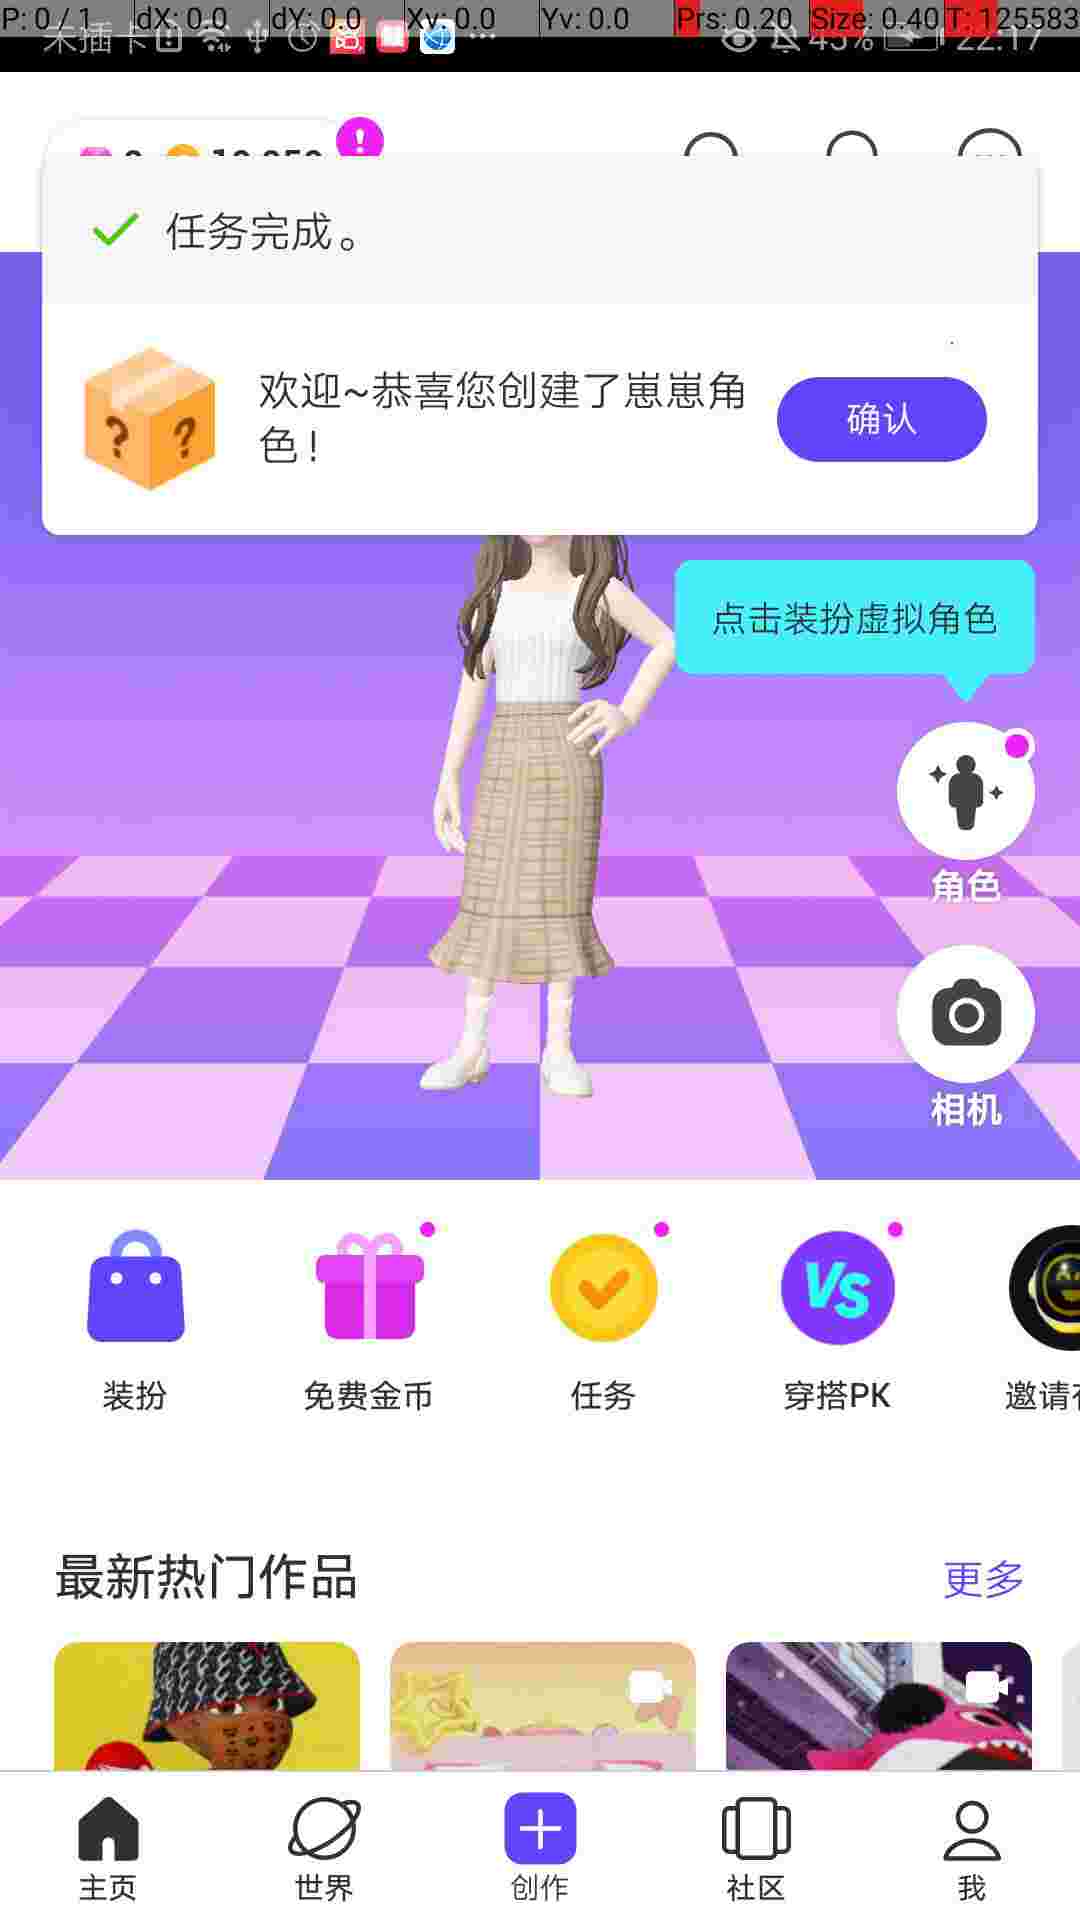 P: 0 / 1 dX: 0.0 dY: 0.0 Xv: 0.0 Yv: 0.0 Prs: 0.20 Size: 0.40 T: 125583
未插卡 45% 22:17
任务完成。
欢迎~恭喜您创建了崽崽角
色!
确认
点击装扮虚拟角色
角色
相机
VS
装扮 免费金币 任务 穿搭PK 邀请
最新热门作品 更多
主页 世界 创作 社区 我